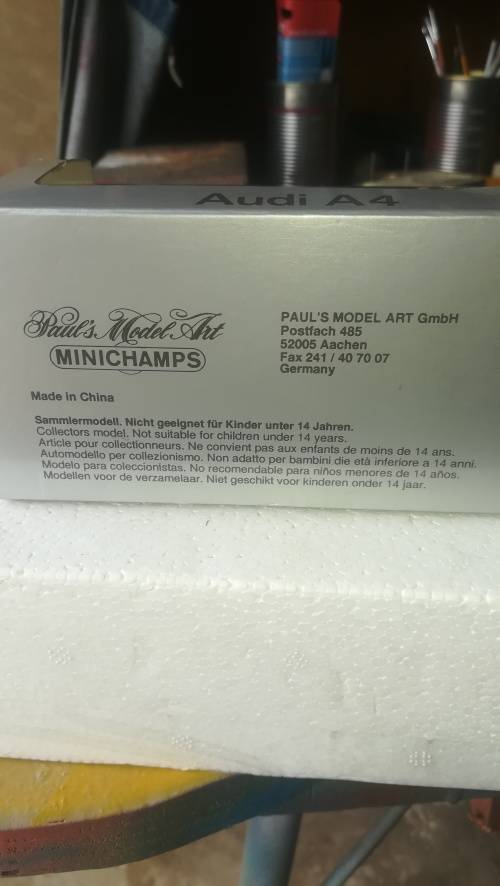 Audi A4
Paul's Model Art
MINICHAMPS
PAUL'S MODEL ART GmbH
Postfach 485
52005 Aachen
Fax 241 / 40 70 07
Germany
Made in China
Sammlermodell. Nicht geeignet für Kinder unter 14 Jahren.
Collectors model. Not suitable for children under 14 years.
Article pour collectionneurs. Ne convient pas aux enfants de moins de 14 ans.
Automodello per collezionismo. Non adatto per bambini die età inferiore a 14 anni.
Modelo para coleccionistas. No recomendable para niños menores de 14 años.
Modellen voor de verzamelaar. Niet geschikt voor kinderen onder 14 jaar.